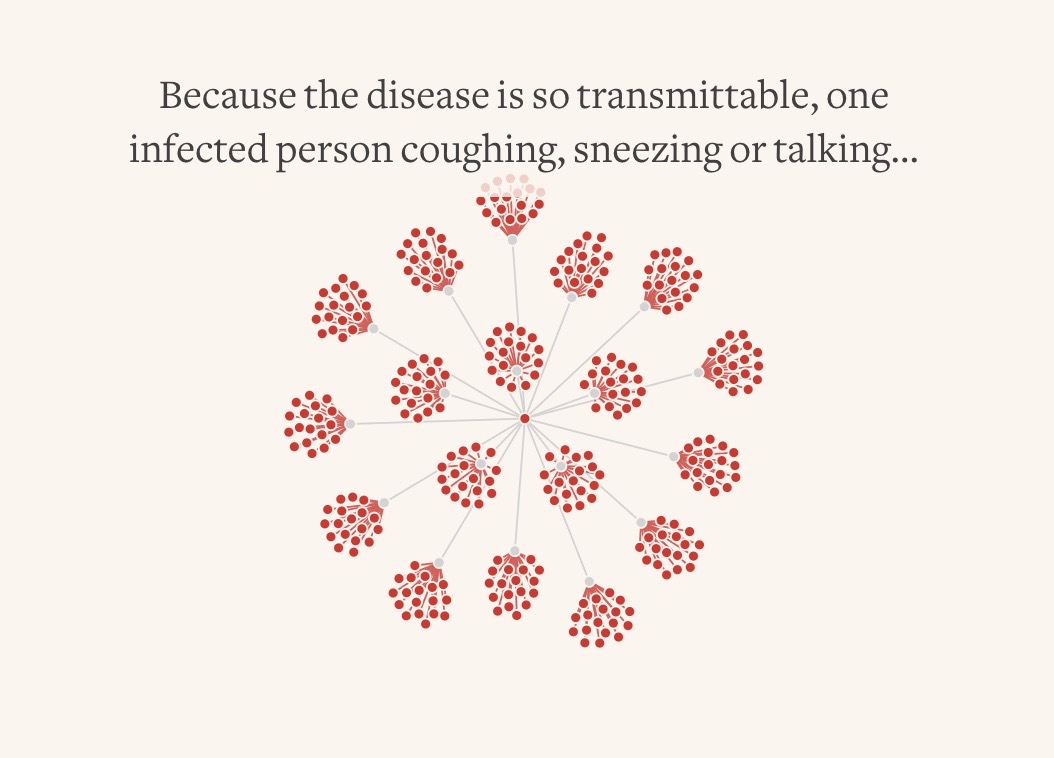 Because the disease is so transmittable, one
infected person coughing, sneezing or talking...